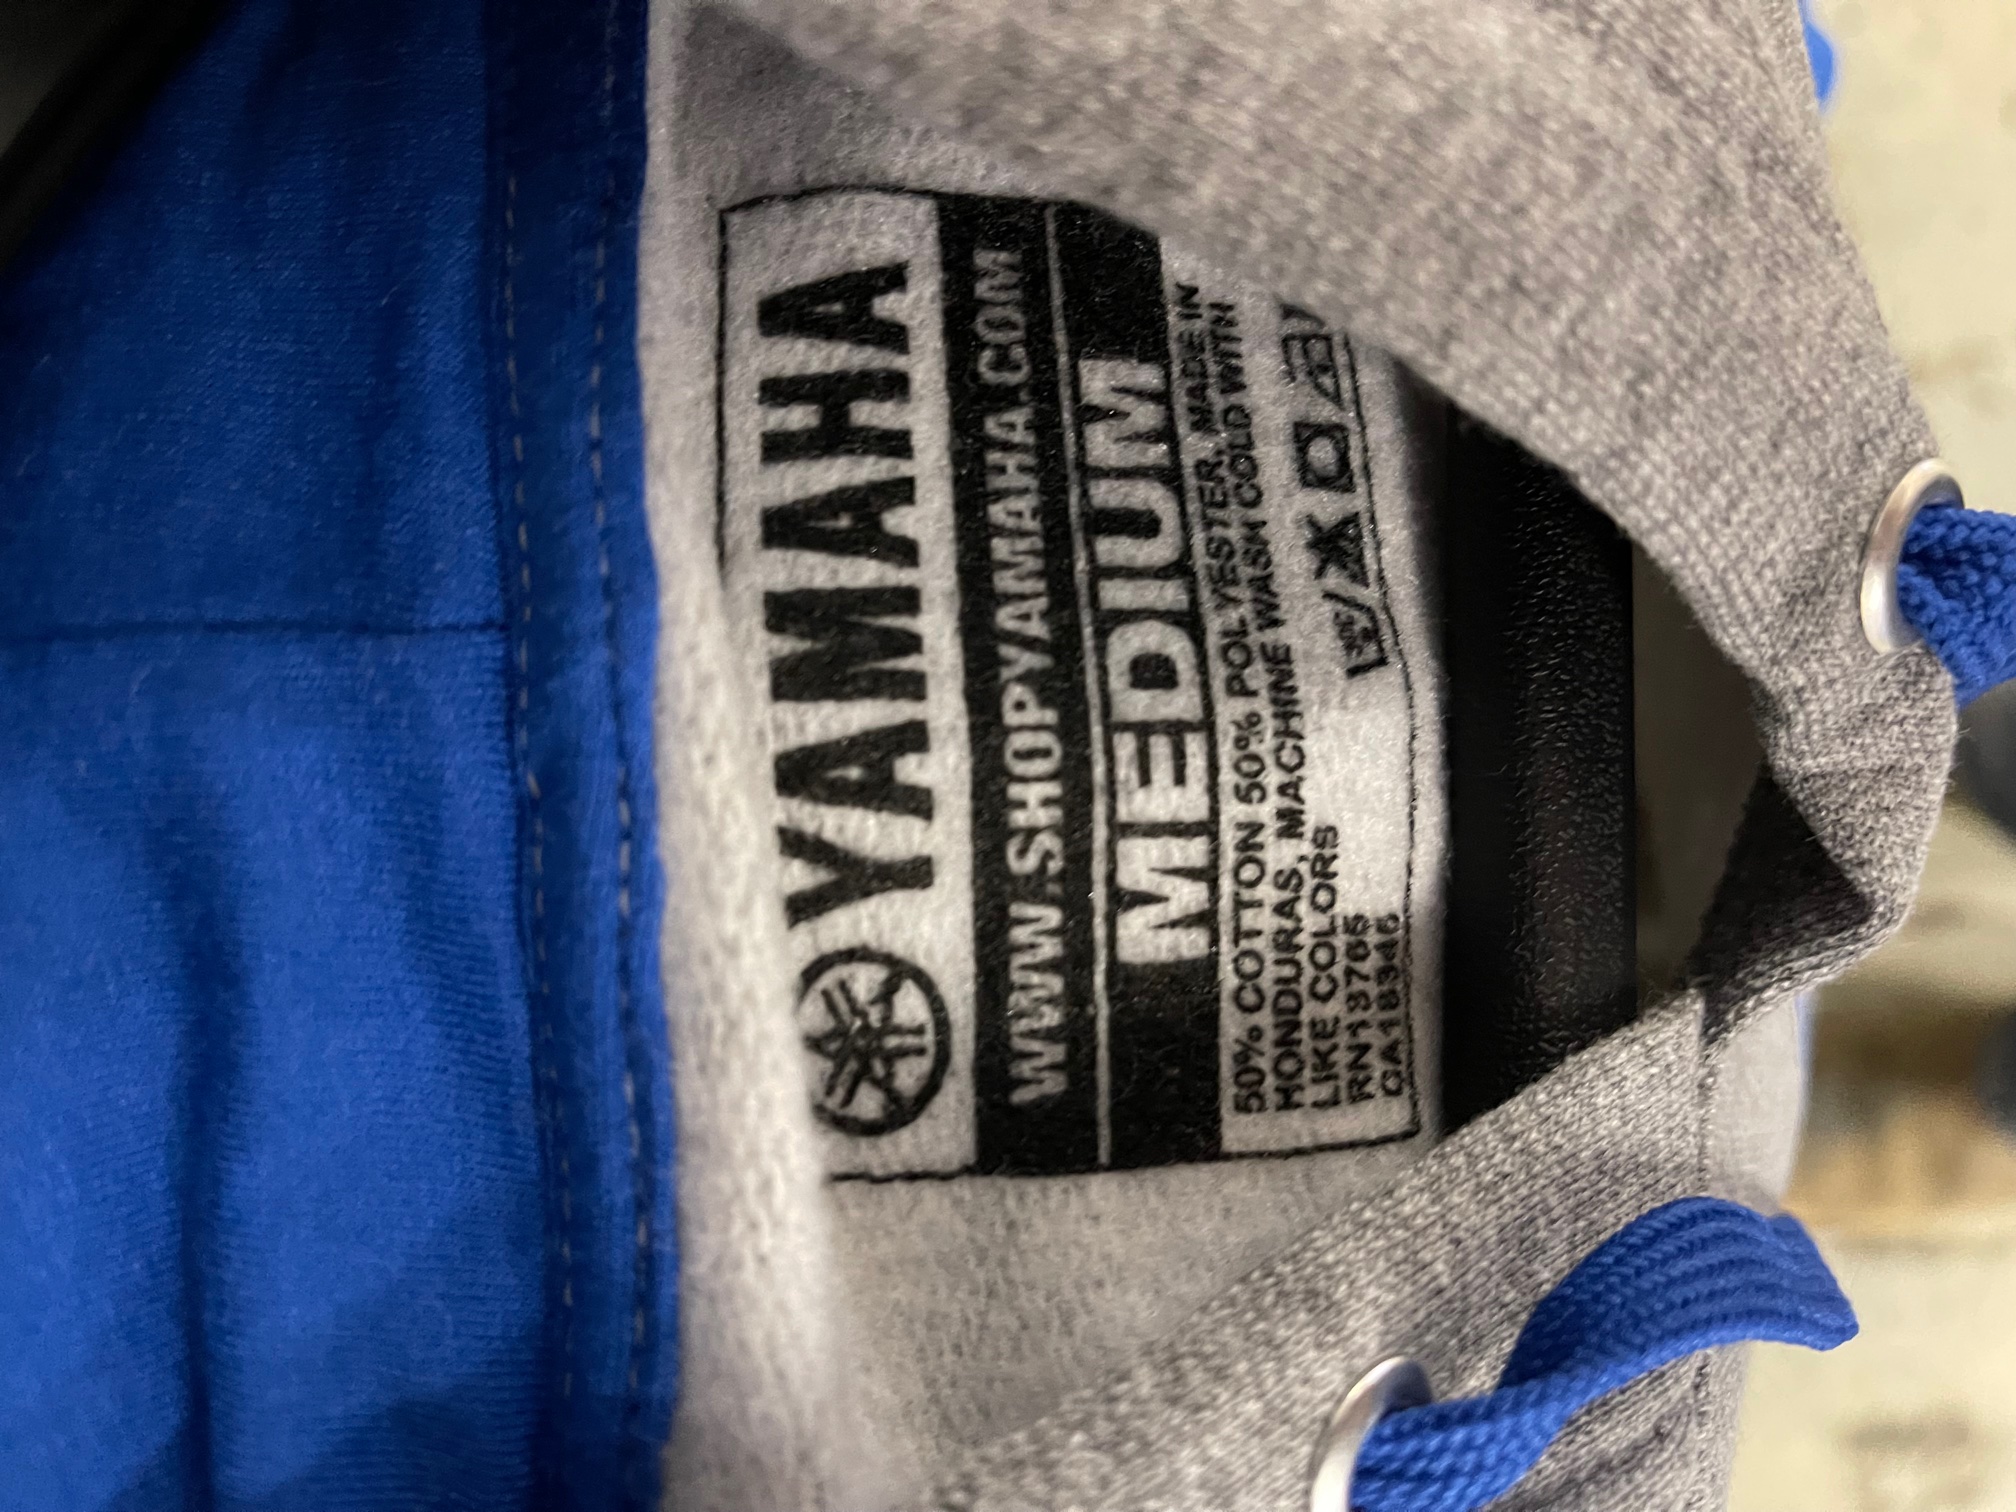 YAMAHA
WWW.SHOPYAMAHA.COM
MEDIUM
50% COTTON 50% POLYESTER, MADE IN
HONDURAS, MACHINE WASH COLD WITH
LIKE COLORS
RN13765
CA18346